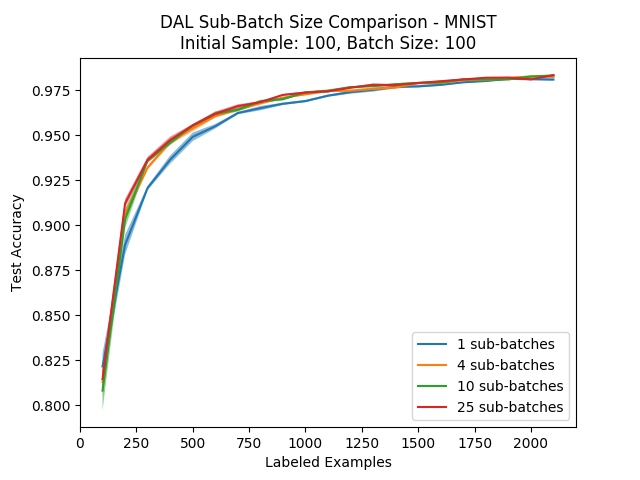 DAL Sub-Batch Size Comparison - MNIST
Initial Sample: 100, Batch Size: 100
0.975
0.950
0.925
0.900
0.875
0.850
0.825
0.800
Test Accuracy
1 sub-batches
4 sub-batches
10 sub-batches
25 sub-batches
0 250 500 750 1000 1250 1500 1750 2000
Labeled Examples